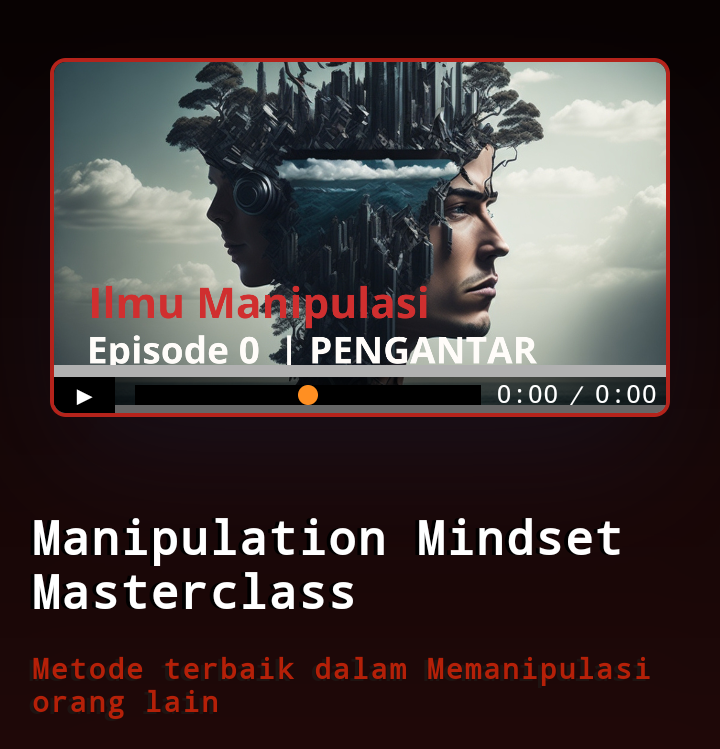 Ilmu Manipulasi
Episode 0 | PENGANTAR
0:00 / 0:00
Manipulation Mindset
Masterclass
Metode terbaik dalam Memanipulasi
orang lain